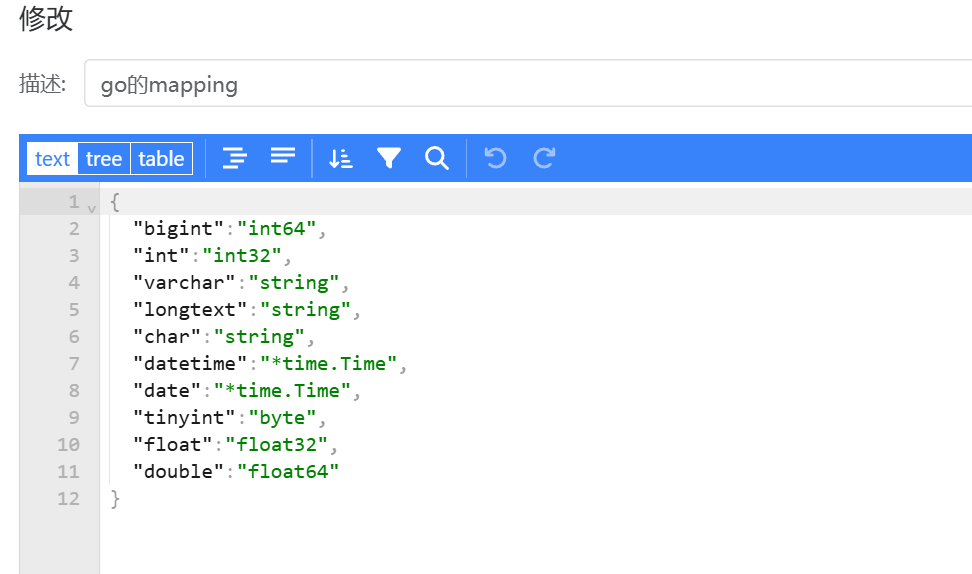 修改
描述: go的mapping
text tree table
1 {
2 "bigint":"int64",
3 "int":"int32",
4 "varchar":"string",
5 "longtext":"string",
6 "char":"string",
7 "datetime":"*time.Time",
8 "date":"*time.Time",
9 "tinyint":"byte",
10 "float":"float32",
11 "double":"float64"
12 }